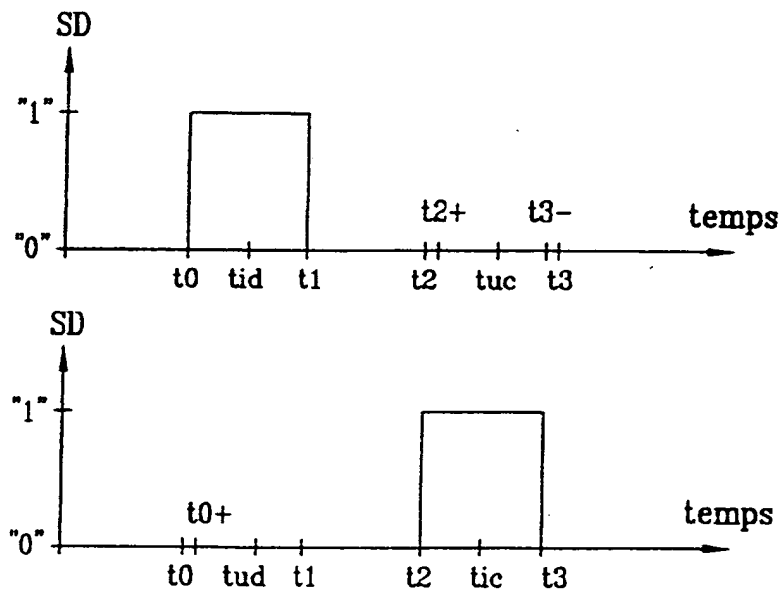 SD
"1"
t2+ t3- temps
"0"
t0 tid t1 t2 tuc t3
SD
"1"
t0+ temps
"0"
t0 tud t1 t2 tic t3